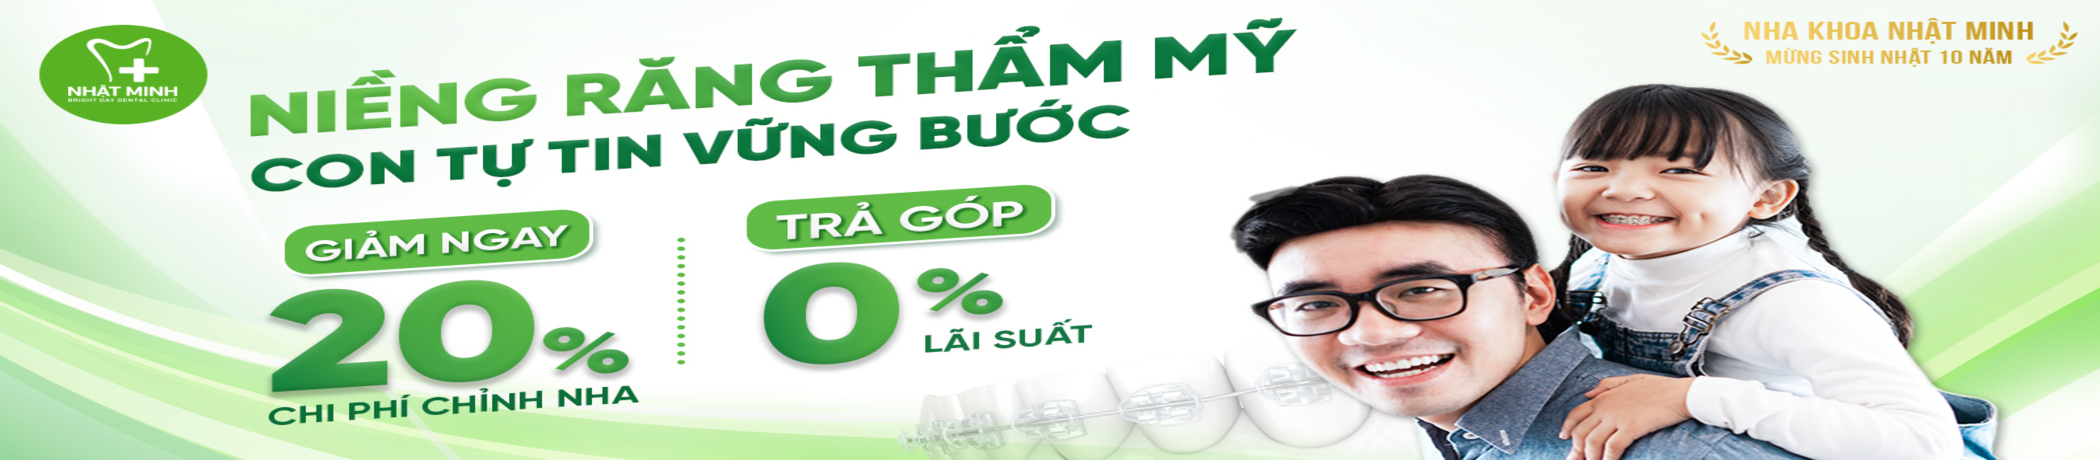 NHẬT MINH
BRIGHT DAY DENTAL CLINIC
NHA KHOA NHẬT MINH
MỪNG SINH NHẬT 10 NĂM
NIỀNG RĂNG THẨM MỸ
CON TỰ TIN VỮNG BƯỚC
GIẢM NGAY
20%
CHI PHÍ CHỈNH NHA
TRẢ GÓP
0%
LÃI SUẤT